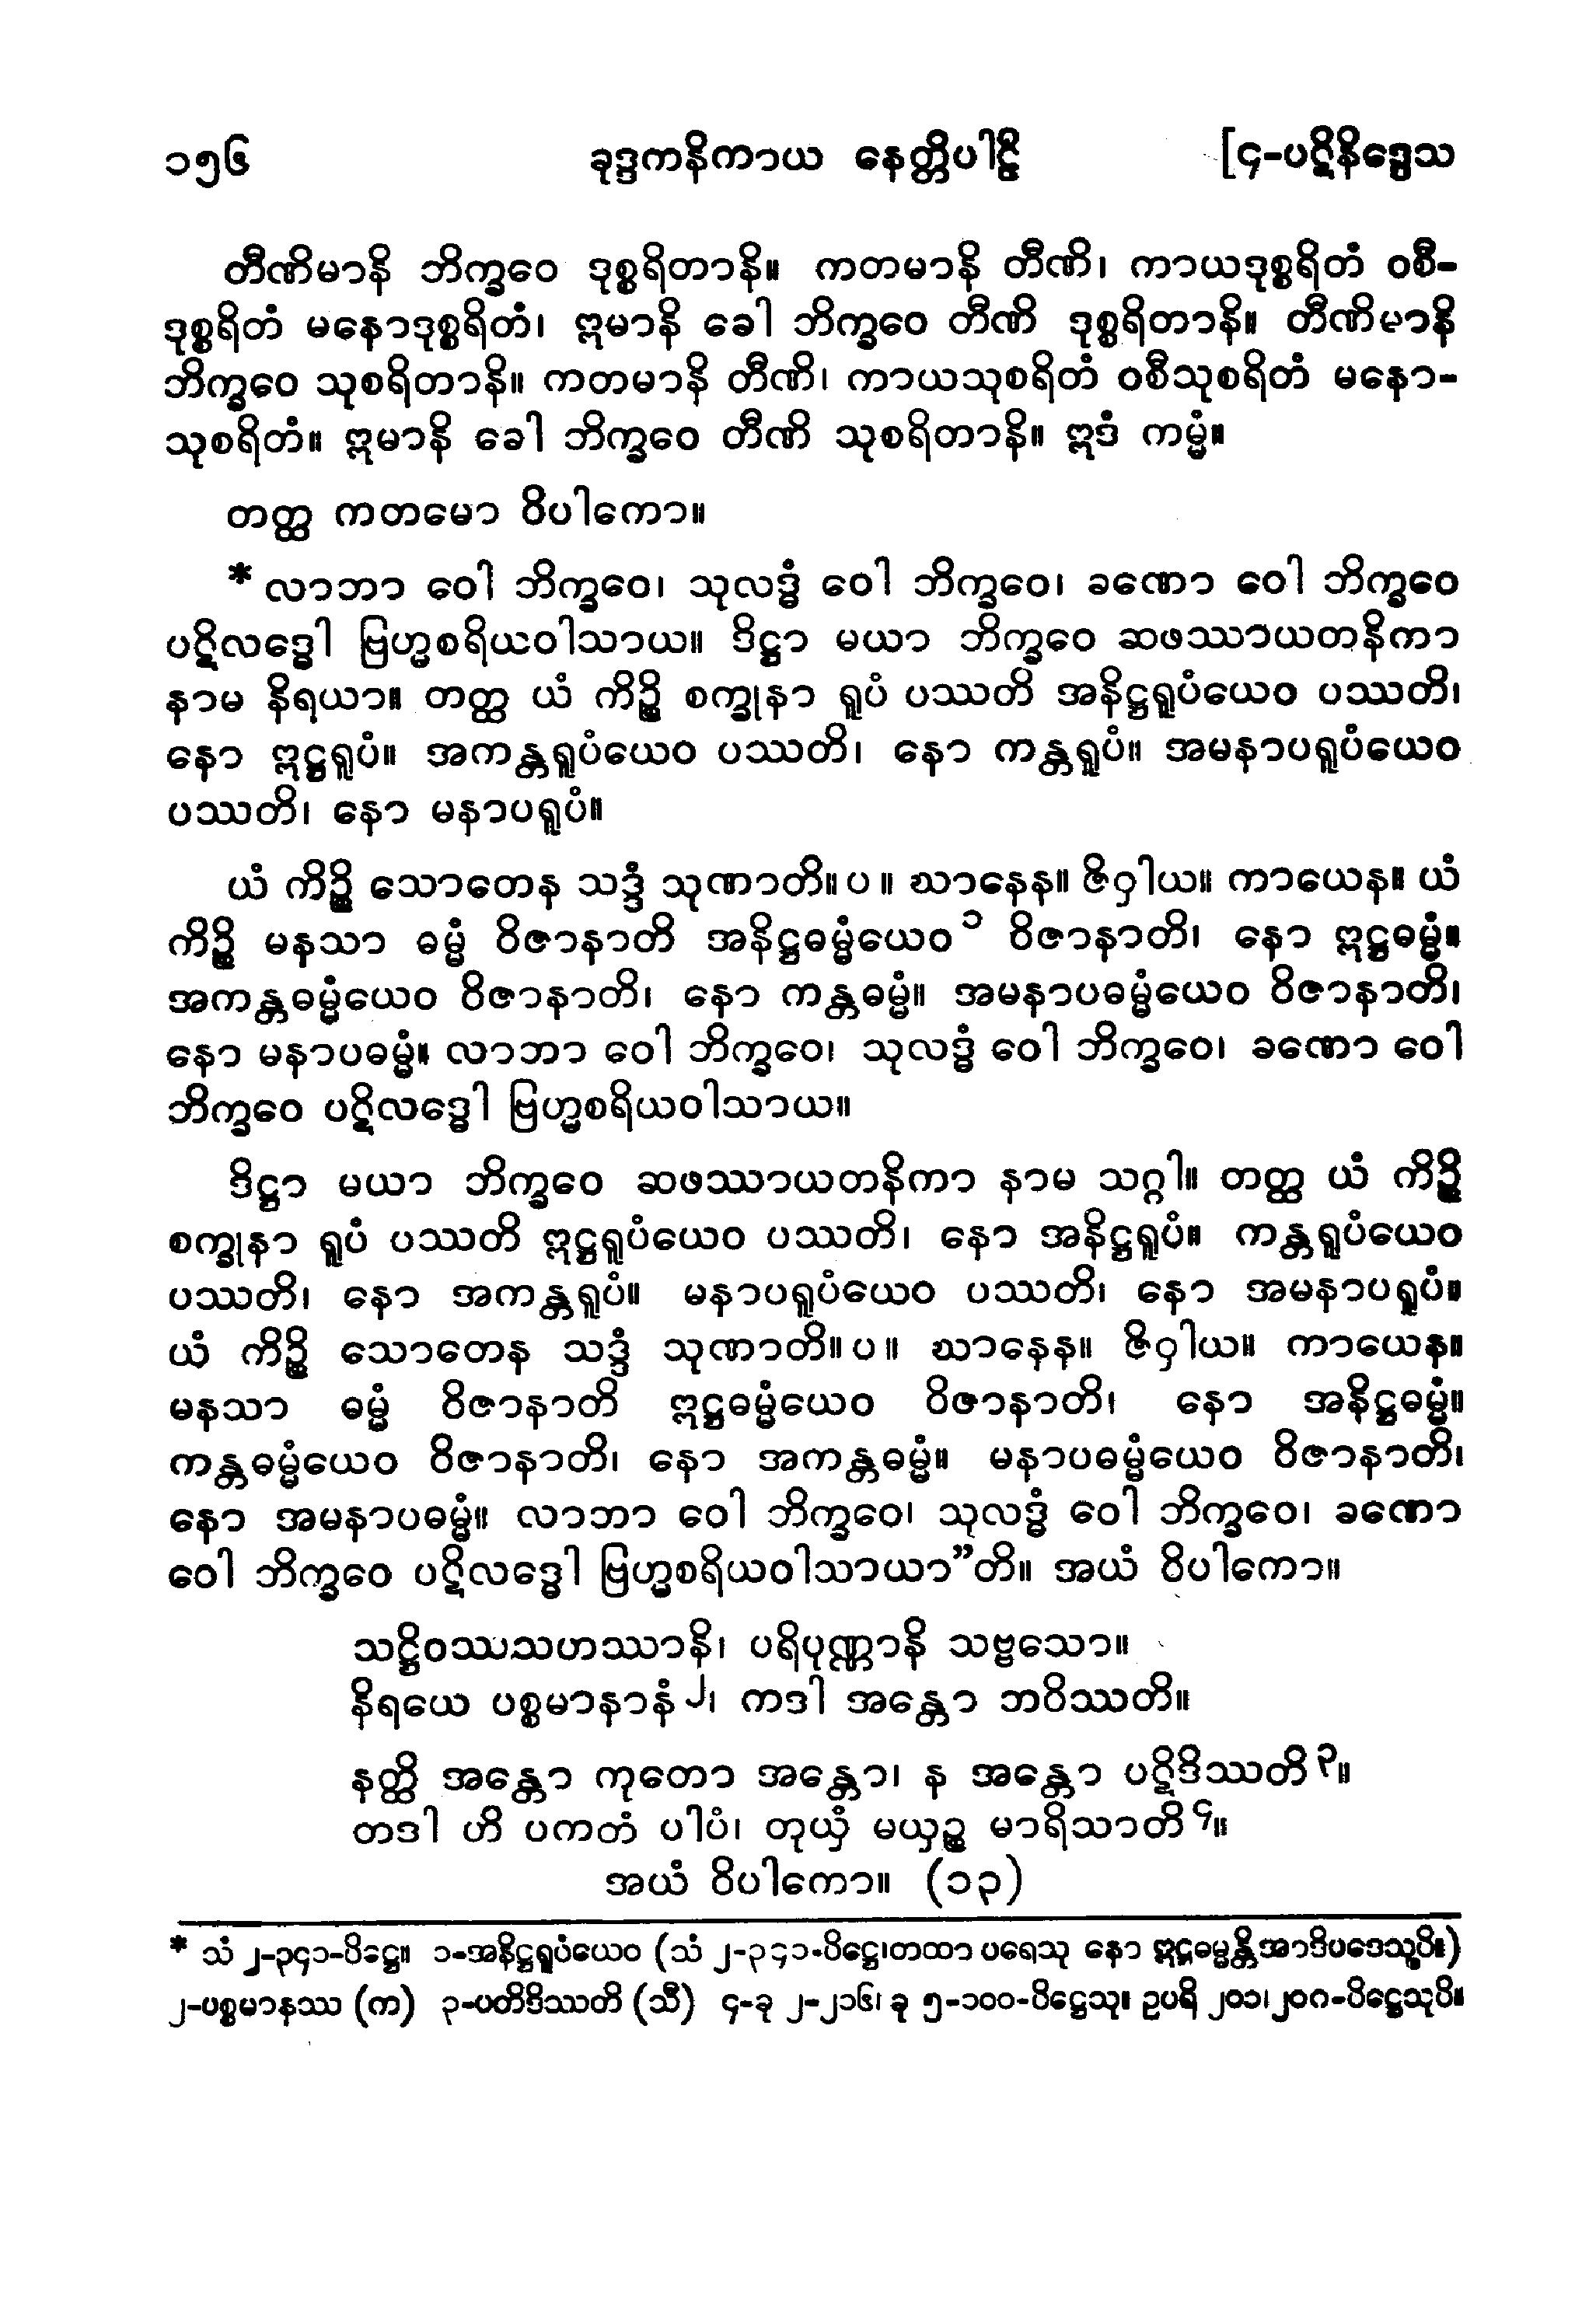 ၁၅၆ ခုဒ္ဒကနိကာယ နေတ္တိပါဠိ [၄-ပဋိနိဒ္ဒေသ
တီဏိမာနိ ဘိက္ခဝေ ဒုစ္စရိတာနိ။ ကတမာနိ တီဏိ၊ ကာယဒုစ္စရိတံ ဝစီ-
ဒုစ္စရိတံ မနောဒုစ္စရိတံ၊ ဣမာနိ ခေါ ဘိက္ခဝေ တီဏိ ဒုစ္စရိတာနိ။ တီဏိမာနိ
ဘိက္ခဝေ သုစရိတာနိ။ ကတမာနိ တီဏိ၊ ကာယသုစရိတံ ဝစီသုစရိတံ မနော-
သုစရိတံ။ ဣမာနိ ခေါ ဘိက္ခဝေ တီဏိ သုစရိတာနိ။ ဣဒံ ကမ္မံ။
တတ္ထ ကတမော ဝိပါကော။
* လာဘာ ဝေါ ဘိက္ခဝေ၊ သုလဒ္ဓံ ဝေါ ဘိက္ခဝေ၊ ခဏော ဝေါ ဘိက္ခဝေ
ပဋိလဒ္ဓေါ ဗြဟ္မစရိယဝါသာယ။ ဒိဋ္ဌာ မယာ ဘိက္ခဝေ ဆဖဿာယတနိကာ
နာမ နိရယာ။ တတ္ထ ယံ ကိဉ္စိ စက္ခုနာ ရူပံ ပဿတိ အနိဋ္ဌရူပံယေဝ ပဿတိ၊
နော ဣဋ္ဌရူပံ။ အကန္တရူပံယေဝ ပဿတိ၊ နော ကန္တရူပံ။ အမနာပရူပံယေဝ
ပဿတိ၊ နော မနာပရူပံ။
ယံ ကိဉ္စိ သောတေန သဒ္ဒံ သုဏာတိ။ ပ ။ ဃာနေန။ ဇိဝှါယ။ ကာယေန။ ယံ
ကိဉ္စိ မနသာ ဓမ္မံ ဝိဇာနာတိ အနိဋ္ဌဓမ္မံယေဝ ၁ ဝိဇာနာတိ၊ နော ဣဋ္ဌဓမ္မံ။
အကန္တဓမ္မံယေဝ ဝိဇာနာတိ၊ နော ကန္တဓမ္မံ။ အမနာပဓမ္မံယေဝ ဝိဇာနာတိ၊
နော မနာပဓမ္မံ။ လာဘာ ဝေါ ဘိက္ခဝေ၊ သုလဒ္ဓံ ဝေါ ဘိက္ခဝေ၊ ခဏော ဝေါ
ဘိက္ခဝေ ပဋိလဒ္ဓေါ ဗြဟ္မစရိယဝါသာယ။
ဒိဋ္ဌာ မယာ ဘိက္ခဝေ ဆဖဿာယတနိကာ နာမ သဂ္ဂါ။ တတ္ထ ယံ ကိဉ္စိ
စက္ခုနာ ရူပံ ပဿတိ ဣဋ္ဌရူပံယေဝ ပဿတိ၊ နော အနိဋ္ဌရူပံ။ ကန္တရူပံယေဝ
ပဿတိ၊ နော အကန္တရူပံ။ မနာပရူပံယေဝ ပဿတိ၊ နော အမနာပရူပံ။
ယံ ကိဉ္စိ သောတေန သဒ္ဒံ သုဏာတိ။ ပ ။ ဃာနေန။ ဇိဝှါယ။ ကာယေန။
မနသာ ဓမ္မံ ဝိဇာနာတိ ဣဋ္ဌဓမ္မံယေဝ ဝိဇာနာတိ၊ နော အနိဋ္ဌဓမ္မံ။
ကန္တဓမ္မံယေဝ ဝိဇာနာတိ၊ နော အကန္တဓမ္မံ။ မနာပဓမ္မံယေဝ ဝိဇာနာတိ၊
နော အမနာပဓမ္မံ။ လာဘာ ဝေါ ဘိက္ခဝေ၊ သုလဒ္ဓံ ဝေါ ဘိက္ခဝေ၊ ခဏော
ဝေါ ဘိက္ခဝေ ပဋိလဒ္ဓေါ ဗြဟ္မစရိယဝါသာယာ”တိ။ အယံ ဝိပါကော။
သဋ္ဌိဝဿသဟဿာနိ၊ ပရိပုဏ္ဏာနိ သဗ္ဗသော။
နိရယေ ပစ္စမာနာနံ ၂၊ ကဒါ အန္တော ဘဝိဿတိ။
နတ္ထိ အန္တော ကုတော အန္တော၊ န အန္တော ပဋိဒိဿတိ ၃။
တဒါ ဟိ ပကတံ ပါပံ၊ တုယှံ မယှဉ္စ မာရိသာတိ ၄။
အယံ ဝိပါကော။ (၁၃)
* သံ ၂-၃၄၁-ပိဋ္ဌေ။ ၁-အနိဋ္ဌရူပံယေဝ (သံ ၂-၃၄၁-ပိဋ္ဌေ၊တထာ ပရေသု နော ဣဋ္ဌဓမ္မန္တိအာဒိပဒေသုပိ။)
၂-ပစ္စမာနဿ (က) ၃-ပတိဒိဿတိ (သီ) ၄-ခု ၂-၂၁၆၊ ခု ၅-၁၀၀-ပိဋ္ဌေသု။ ဥပရိ ၂၀၁၊၂၀၈-ပိဋ္ဌေသုပိ။